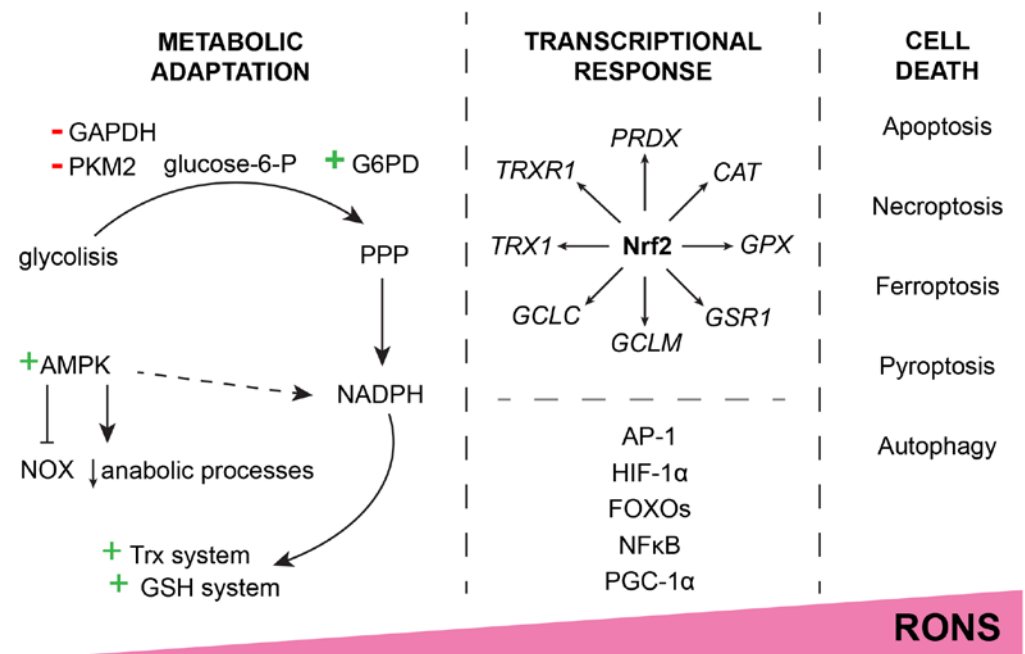 METABOLIC
ADAPTATION
- GAPDH
- PKM2
glucose-6-P
+ G6PD
glycolisis
PPP
+AMPK
NADPH
NOX
↓anabolic processes
+ Trx system
+ GSH system
TRANSCRIPTIONAL
RESPONSE
PRDX
TRXR1
CAT
TRX1
Nrf2
GPX
GCLC
GSR1
GCLM
AP-1
HIF-1α
FOXOs
NFκB
PGC-1α
CELL
DEATH
Apoptosis
Necroptosis
Ferroptosis
Pyroptosis
Autophagy
RONS